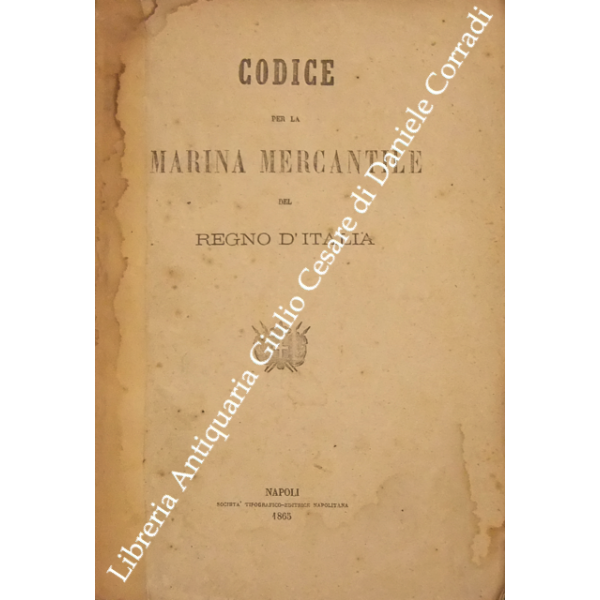 CODICE
PER LA
MARINA MERCANTILE
DEL
REGNO D'ITALIA
NAPOLI
SOCIETA' TIPOGRAFICO-EDITRICE NAPOLITANA
1865
Libreria Antiquaria Giulio Cesare di Daniele Corradi